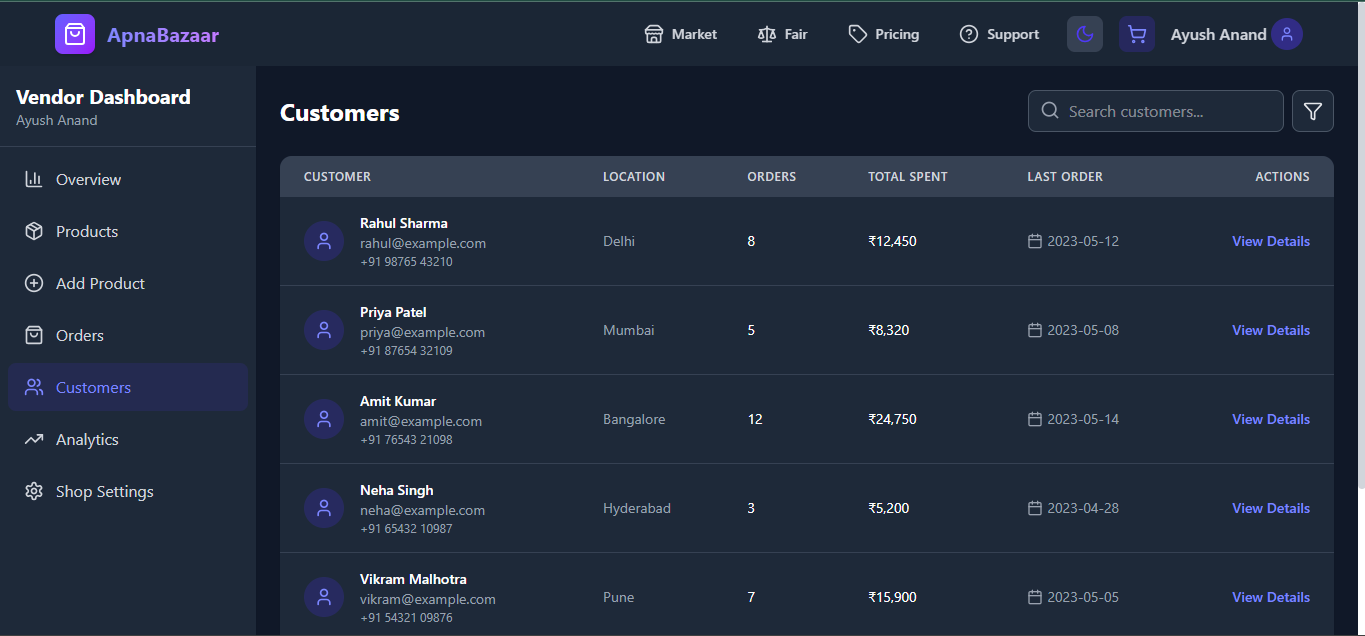 ApnaBazaar
Market Fair Pricing Support Ayush Anand
Vendor Dashboard
Ayush Anand
Overview
Products
Add Product
Orders
Customers
Analytics
Shop Settings
Customers
Search customers...
CUSTOMER LOCATION ORDERS TOTAL SPENT LAST ORDER ACTIONS
Rahul Sharma
rahul@example.com
+91 98765 43210
Delhi 8 ₹12,450 2023-05-12 View Details
Priya Patel
priya@example.com
+91 87654 32109
Mumbai 5 ₹8,320 2023-05-08 View Details
Amit Kumar
amit@example.com
+91 76543 21098
Bangalore 12 ₹24,750 2023-05-14 View Details
Neha Singh
neha@example.com
+91 65432 10987
Hyderabad 3 ₹5,200 2023-04-28 View Details
Vikram Malhotra
vikram@example.com
+91 54321 09876
Pune 7 ₹15,900 2023-05-05 View Details